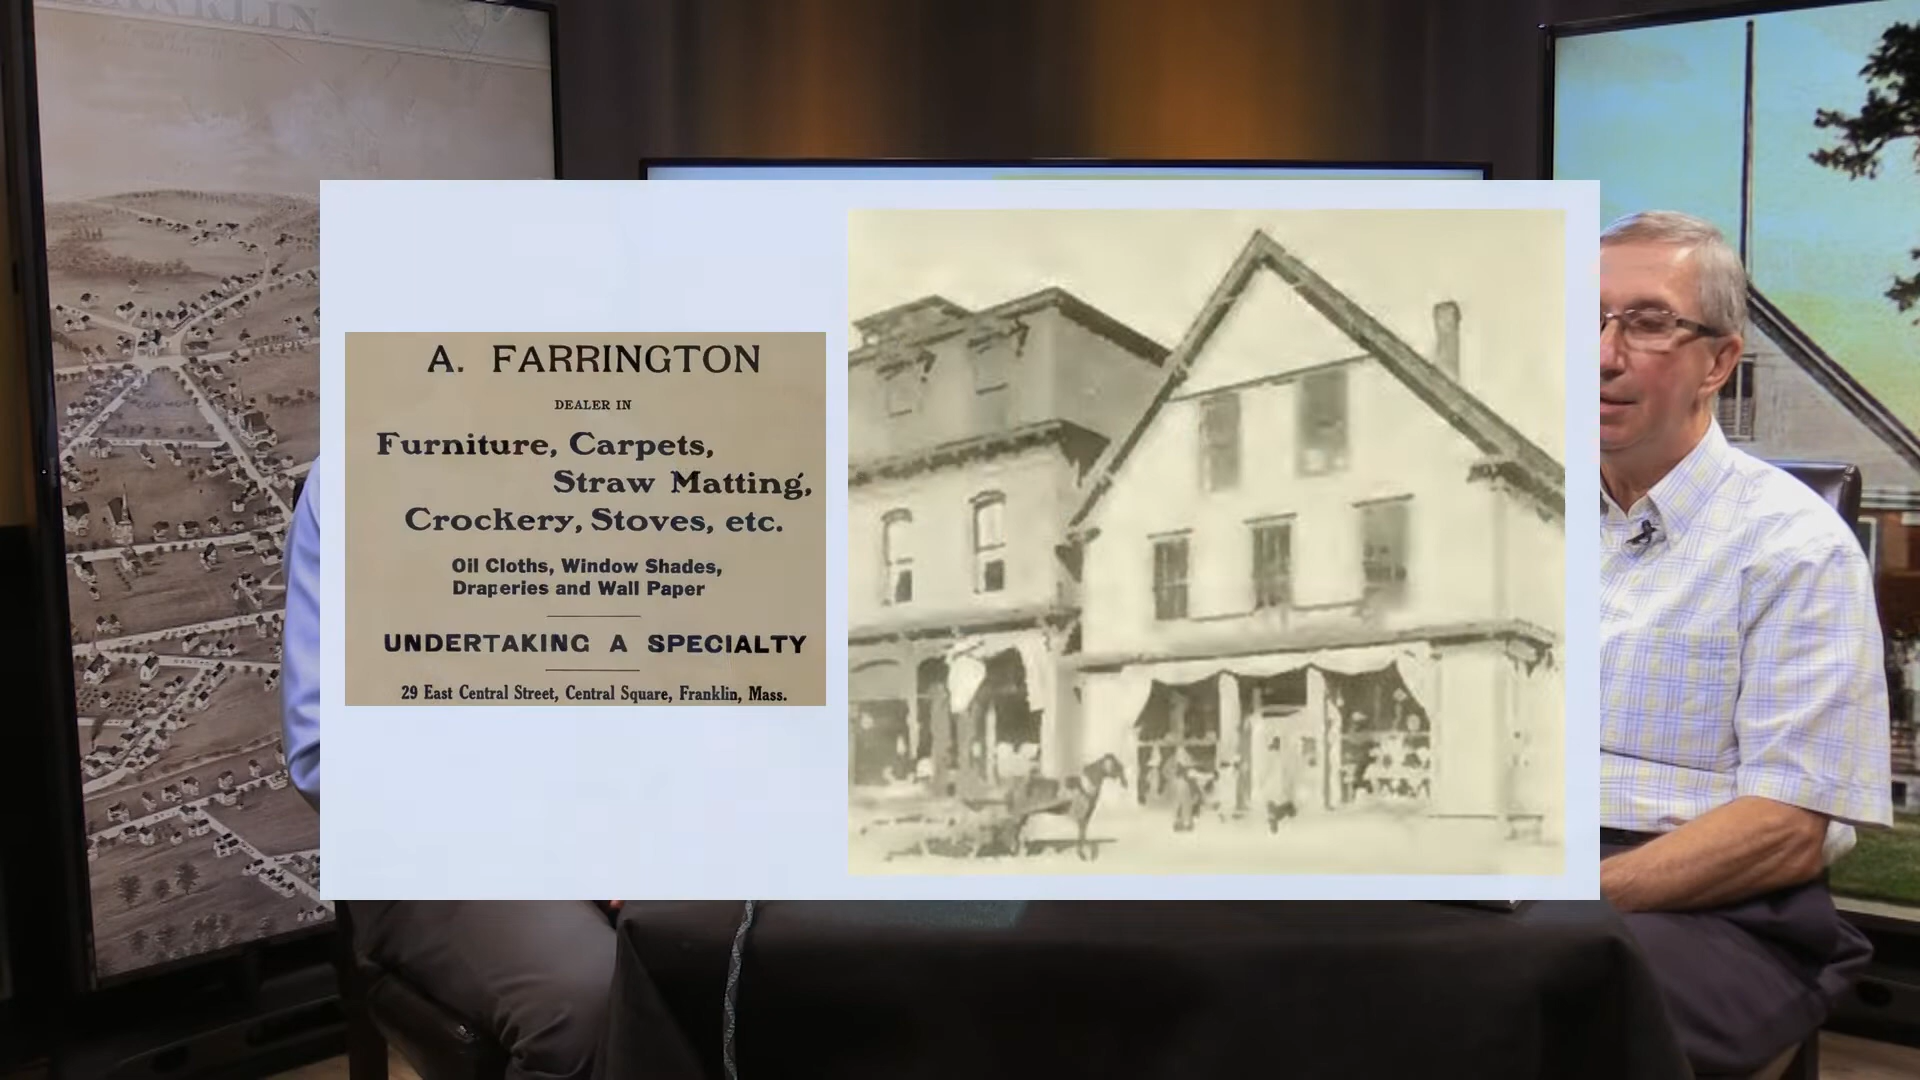 A. FARRINGTON
DEALER IN
Furniture, Carpets,
Straw Matting,
Crockery, Stoves, etc.
Oil Cloths, Window Shades,
Draperies and Wall Paper
UNDERTAKING A SPECIALTY
29 East Central Street, Central Square, Franklin, Mass.